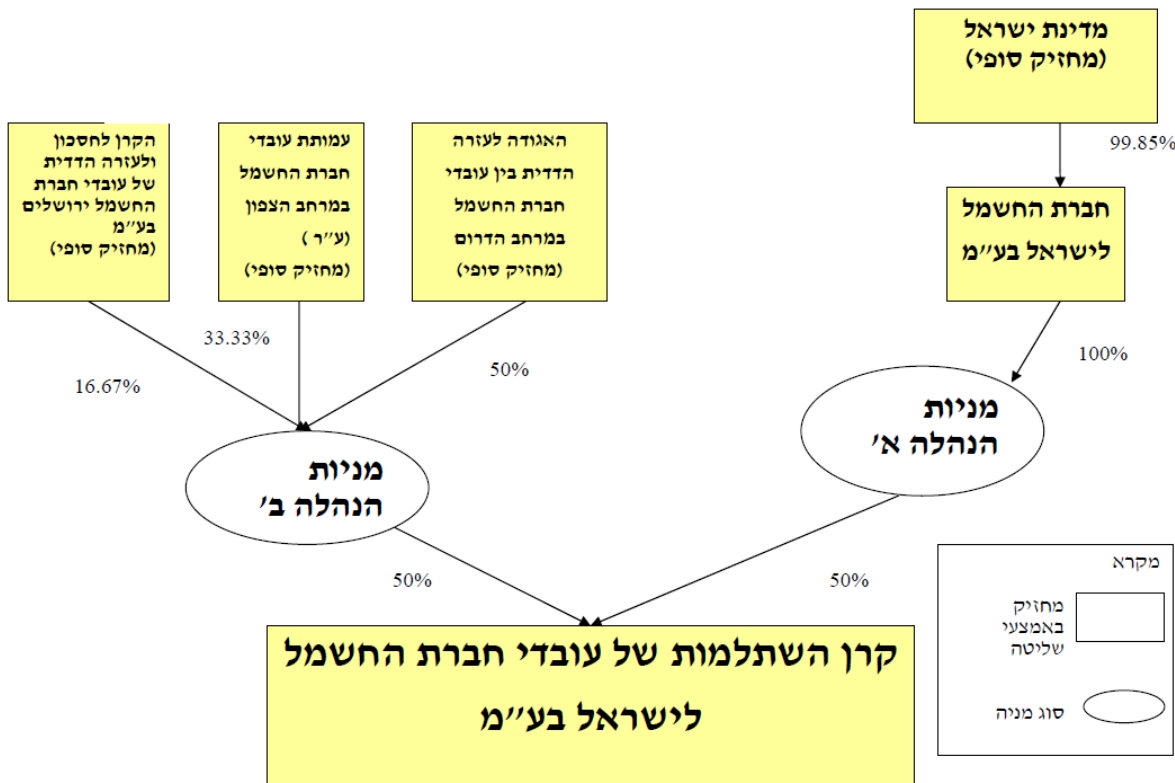 מדינת ישראל
(מחזיק סופי)
99.85%
חברת החשמל
לישראל בע"מ
100%
מניות
הנהלה א'
האגודה לעזרה
הדדית בין עובדי
חברת החשמל
במרחב הדרום
(מחזיק סופי)
עמותת עובדי
חברת החשמל
במרחב הצפון
(ע"ר )
(מחזיק סופי)
הקרן לחסכון
ולעזרה הדדית
של עובדי חברת
החשמל ירושלים
בע"מ
(מחזיק סופי)
50%
33.33%
16.67%
מניות
הנהלה ב'
50%
50%
קרן השתלמות של עובדי חברת החשמל
לישראל בע"מ
מקרא
מחזיק
באמצעי
שליטה
סוג מניה